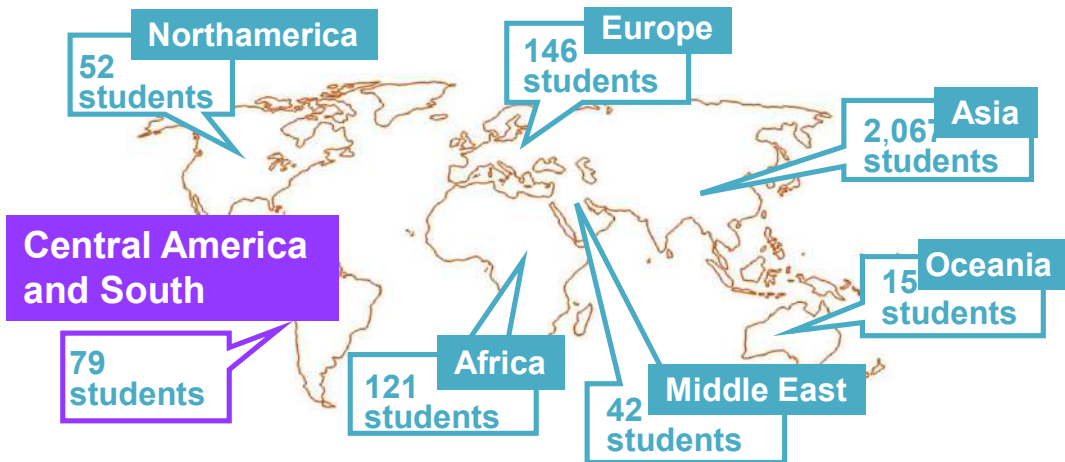 Northamerica
52
students
Europe
146
students
Asia
2,067
students
Central America
and South
79
students
Africa
121
students
Middle East
42
students
Oceania
15
students